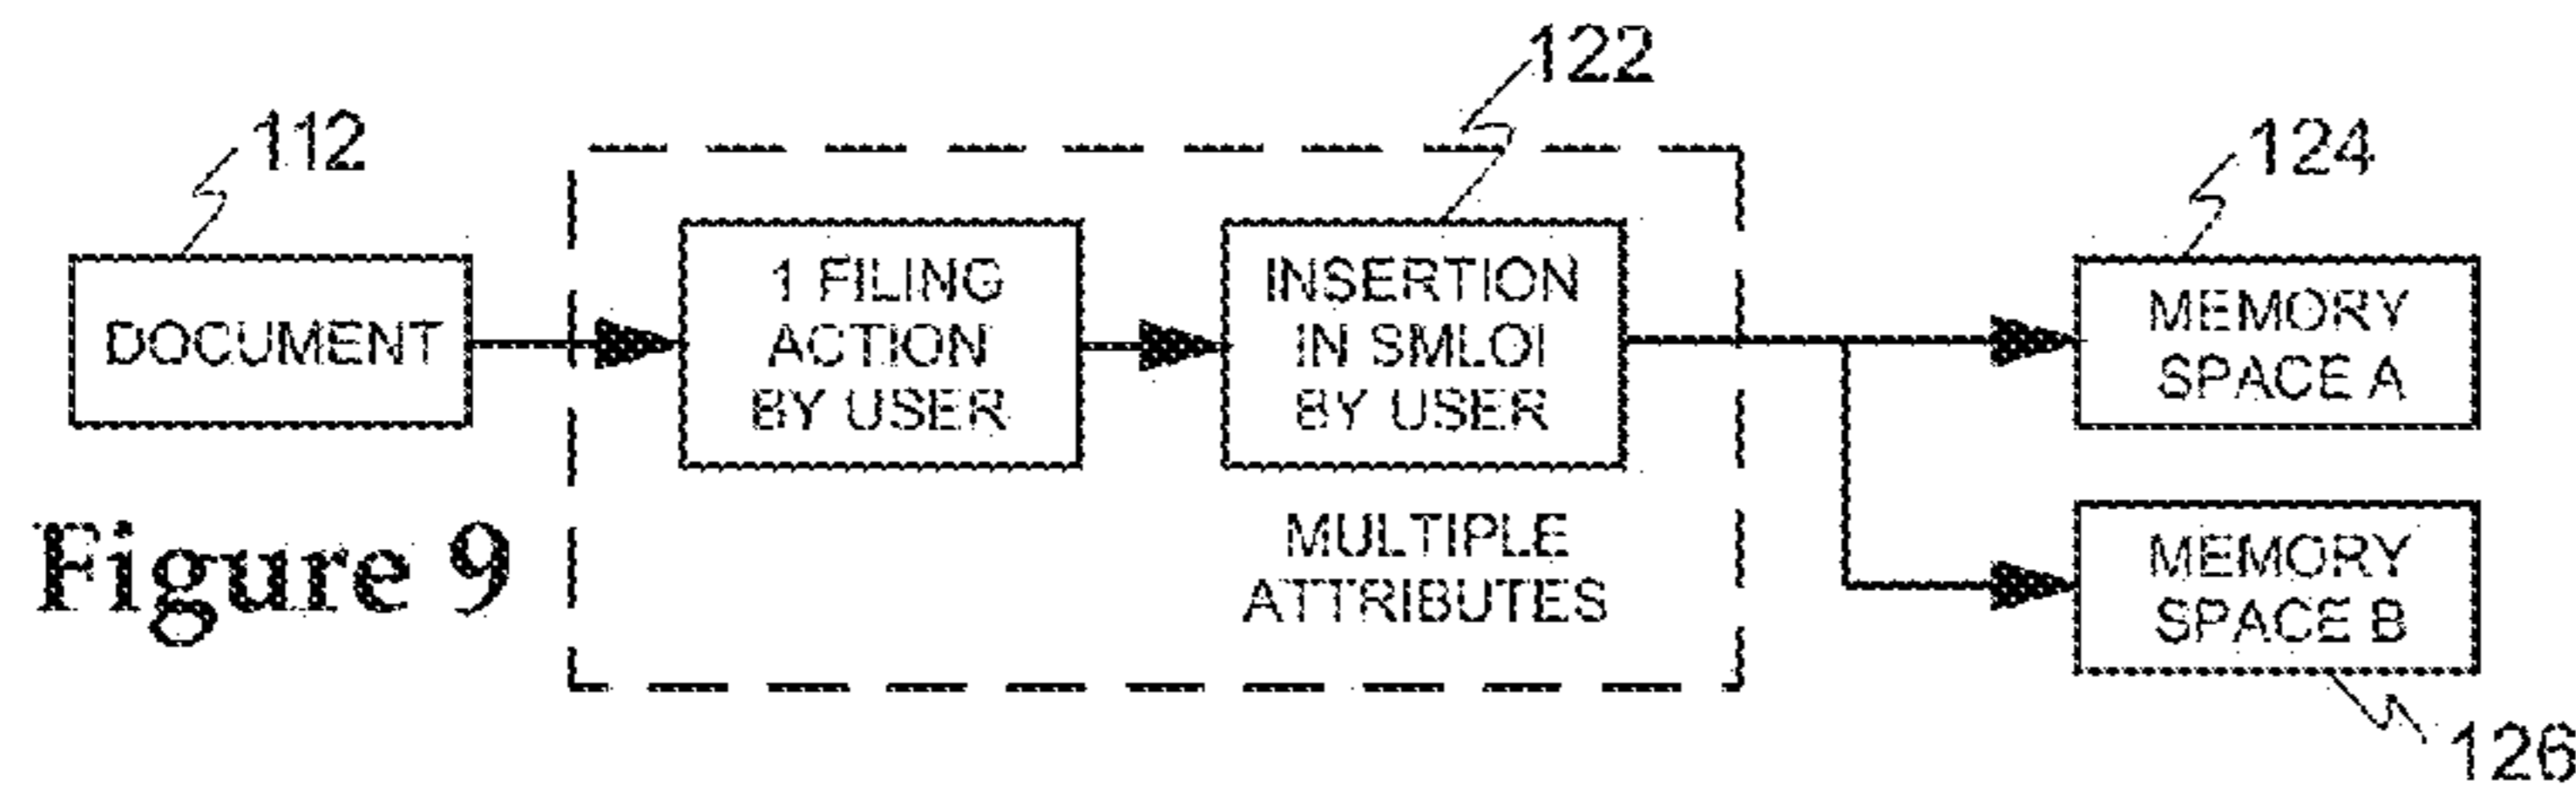 122
112
124
1 FILING
ACTION
BY USER
INSERTION
IN SMLOI
BY USER
DOCUMENT
MEMORY
SPACE A
MULTIPLE
ATTRIBUTES
MEMORY
SPACE B
Figure 9
126